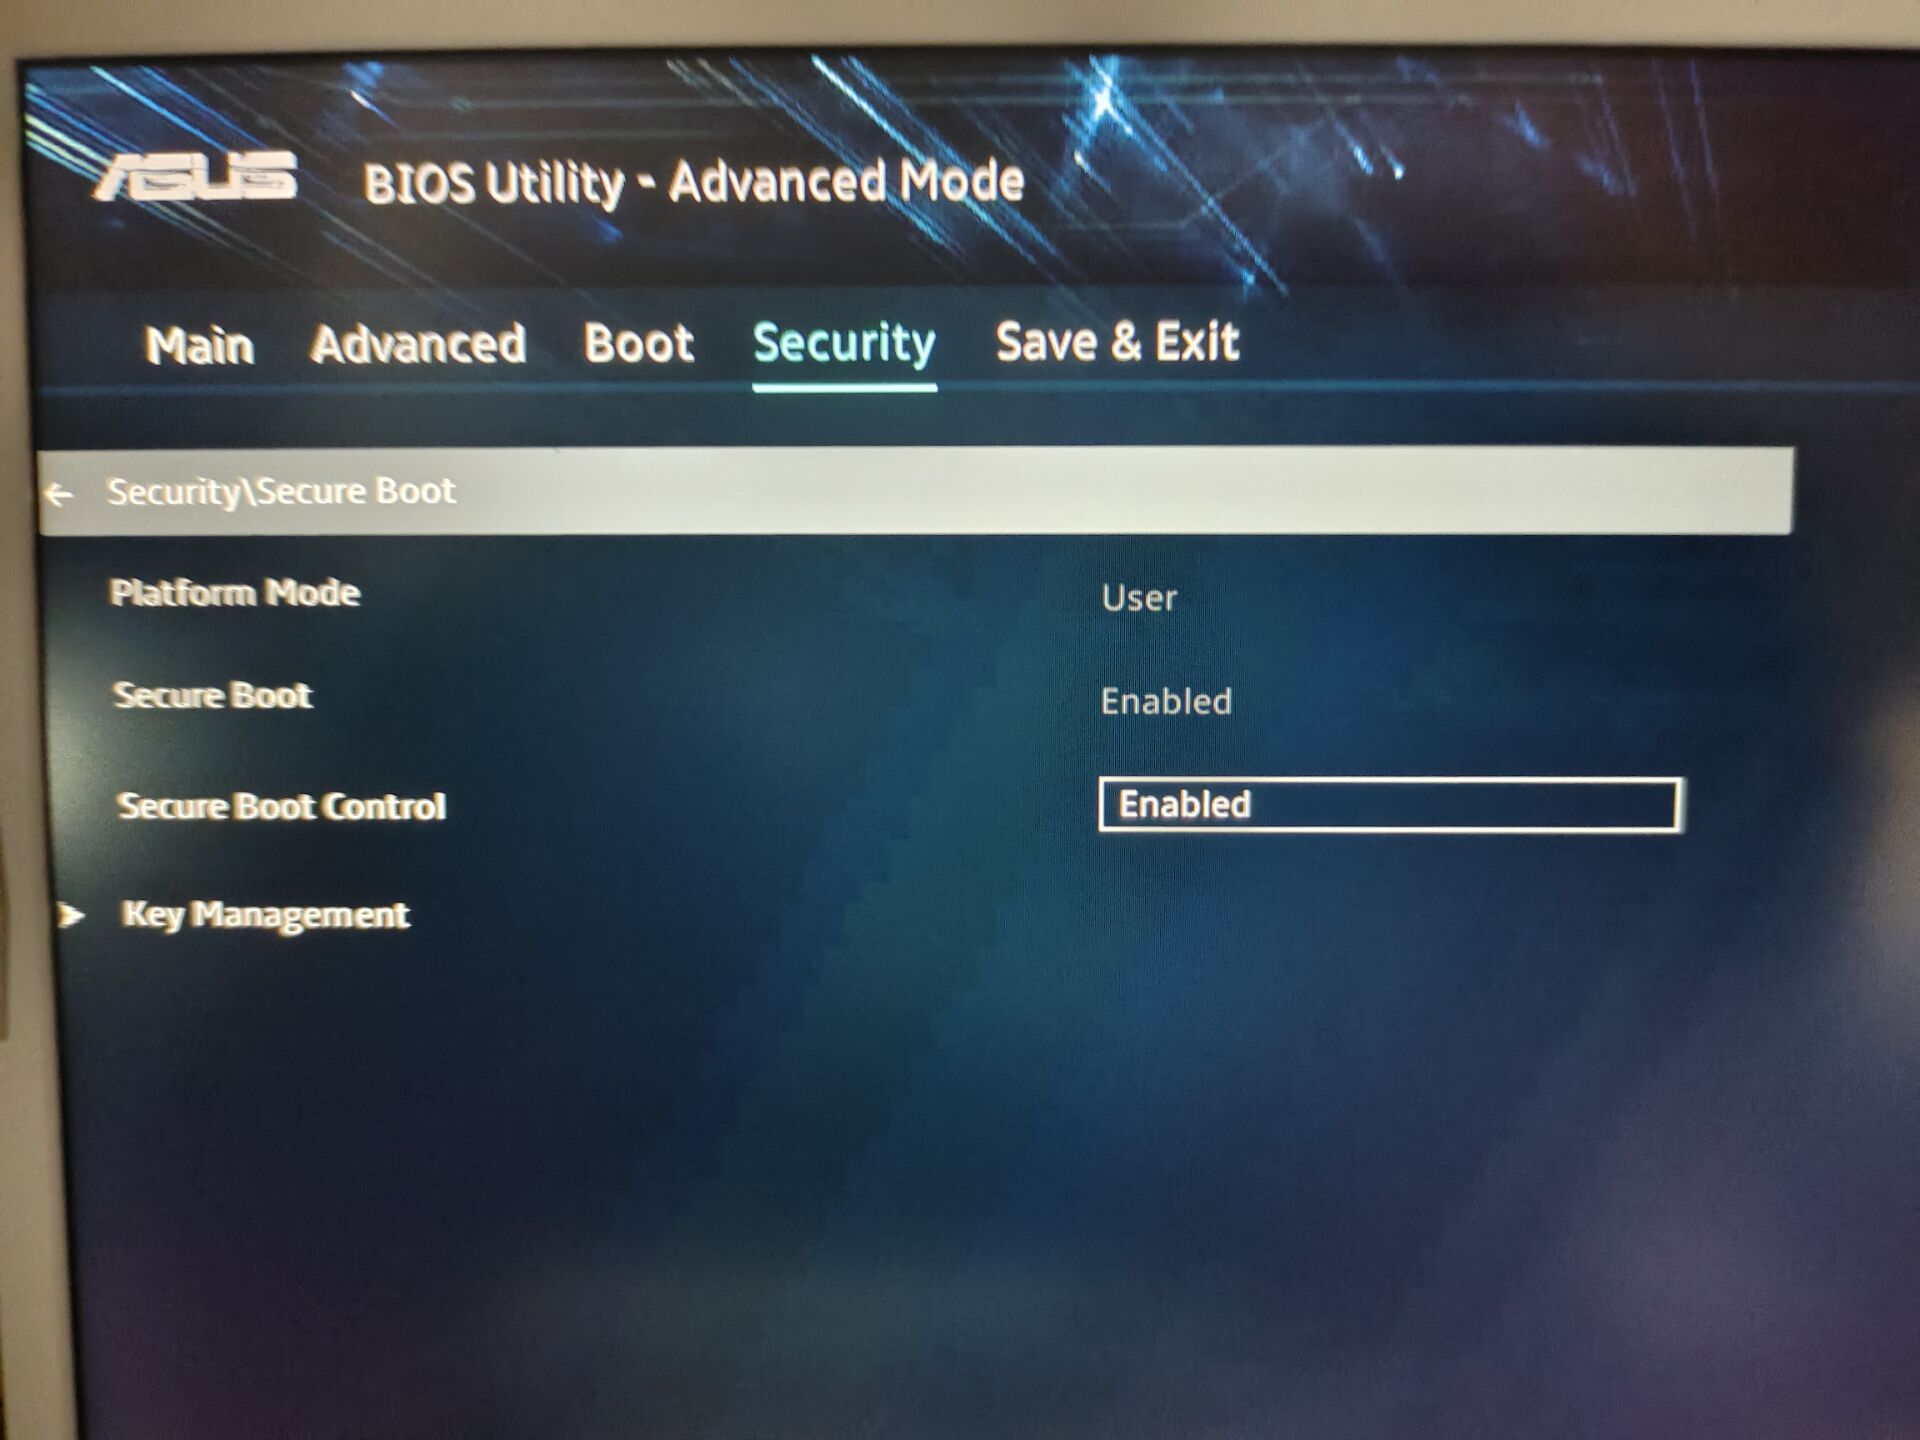 ASUS BIOS Utility - Advanced Mode
Main Advanced Boot Security Save & Exit
← Security\Secure Boot
Platform Mode User
Secure Boot Enabled
Secure Boot Control Enabled
Key Management